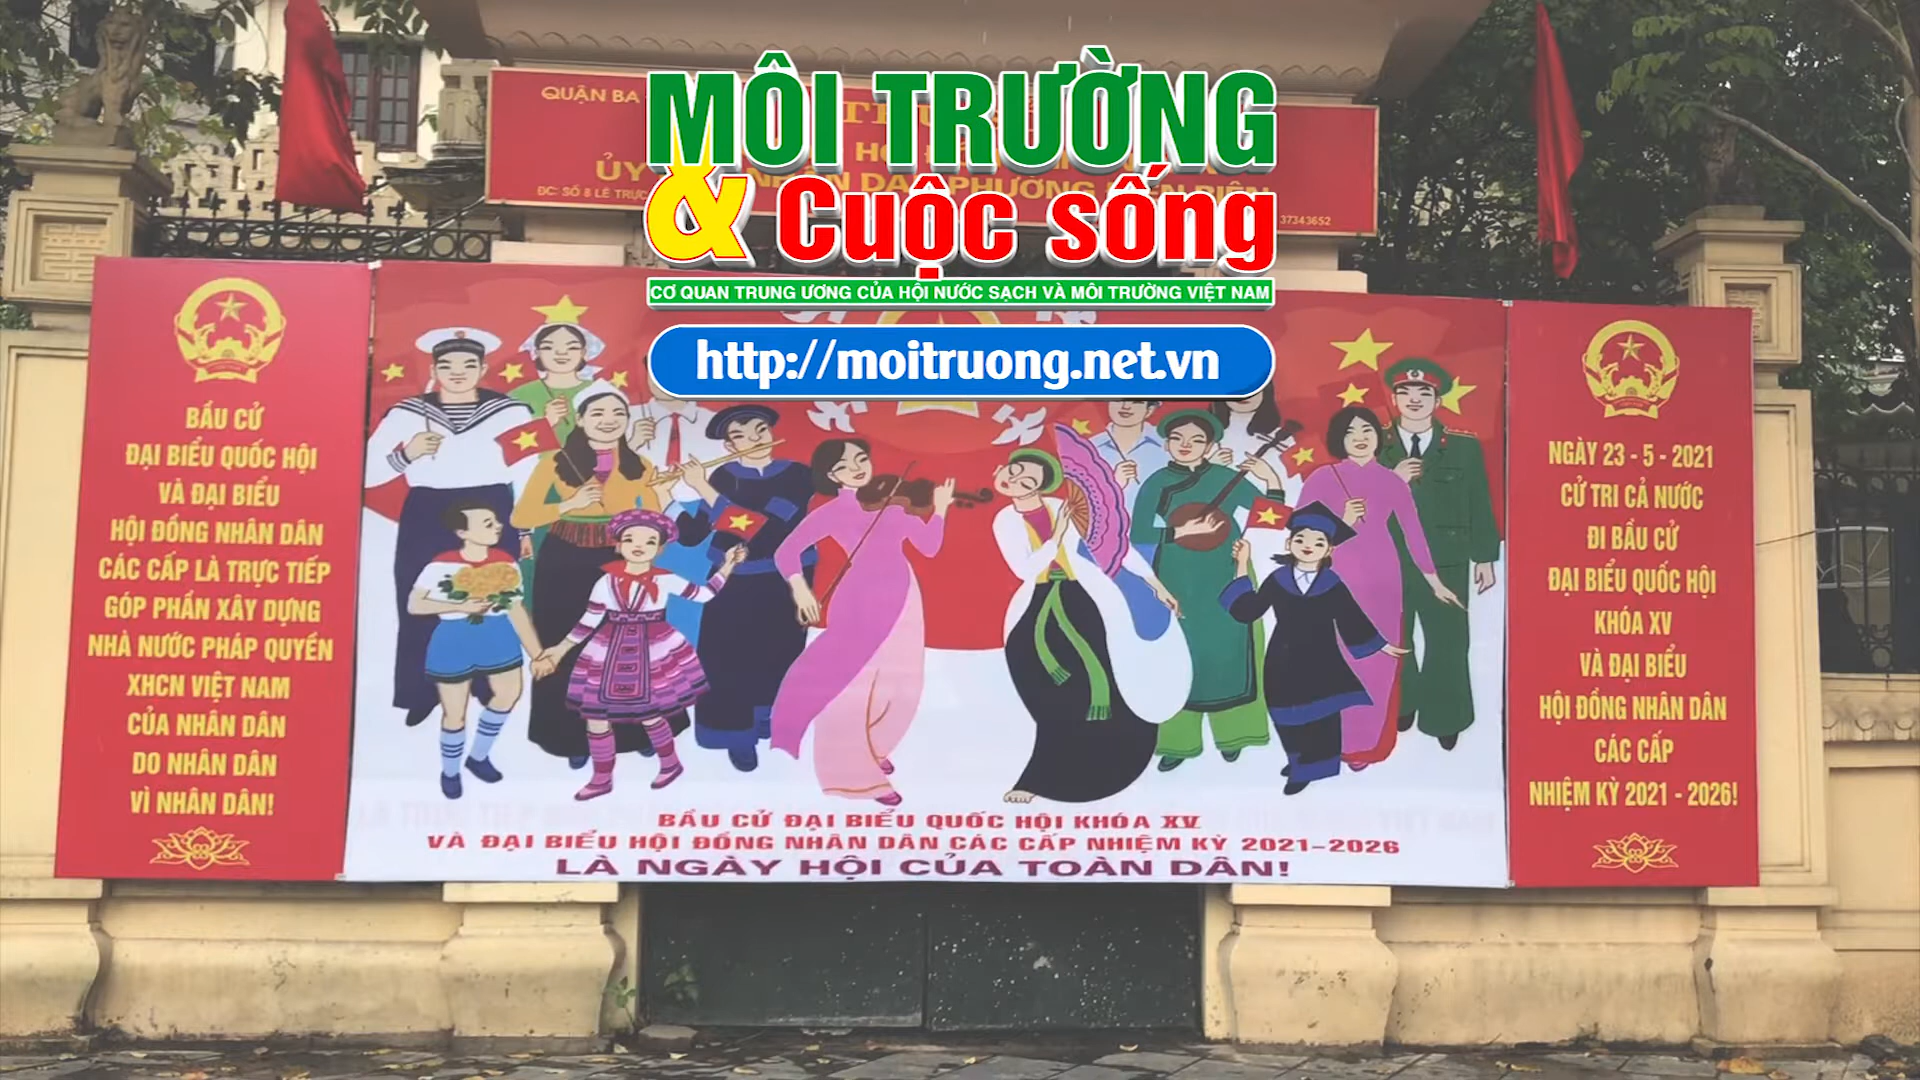 MÔI TRƯỜNG
& Cuộc sống
CƠ QUAN TRUNG ƯƠNG CỦA HỘI NƯỚC SẠCH VÀ MÔI TRƯỜNG VIỆT NAM
http://moitruong.net.vn
QUẬN BA
ỦY
ĐC: SỐ 8 LÊ TRỰC
37343652
BẦU CỬ
ĐẠI BIỂU QUỐC HỘI
VÀ ĐẠI BIỂU
HỘI ĐỒNG NHÂN DÂN
CÁC CẤP LÀ TRỰC TIẾP
GÓP PHẦN XÂY DỰNG
NHÀ NƯỚC PHÁP QUYỀN
XHCN VIỆT NAM
CỦA NHÂN DÂN
DO NHÂN DÂN
VÌ NHÂN DÂN!
BẦU CỬ ĐẠI BIỂU QUỐC HỘI KHÓA XV
VÀ ĐẠI BIỂU HỘI ĐỒNG NHÂN DÂN CÁC CẤP NHIỆM KỲ 2021-2026
LÀ NGÀY HỘI CỦA TOÀN DÂN!
NGÀY 23 - 5 - 2021
CỬ TRI CẢ NƯỚC
ĐI BẦU CỬ
ĐẠI BIỂU QUỐC HỘI
KHÓA XV
VÀ ĐẠI BIỂU
HỘI ĐỒNG NHÂN DÂN
CÁC CẤP
NHIỆM KỲ 2021 - 2026!